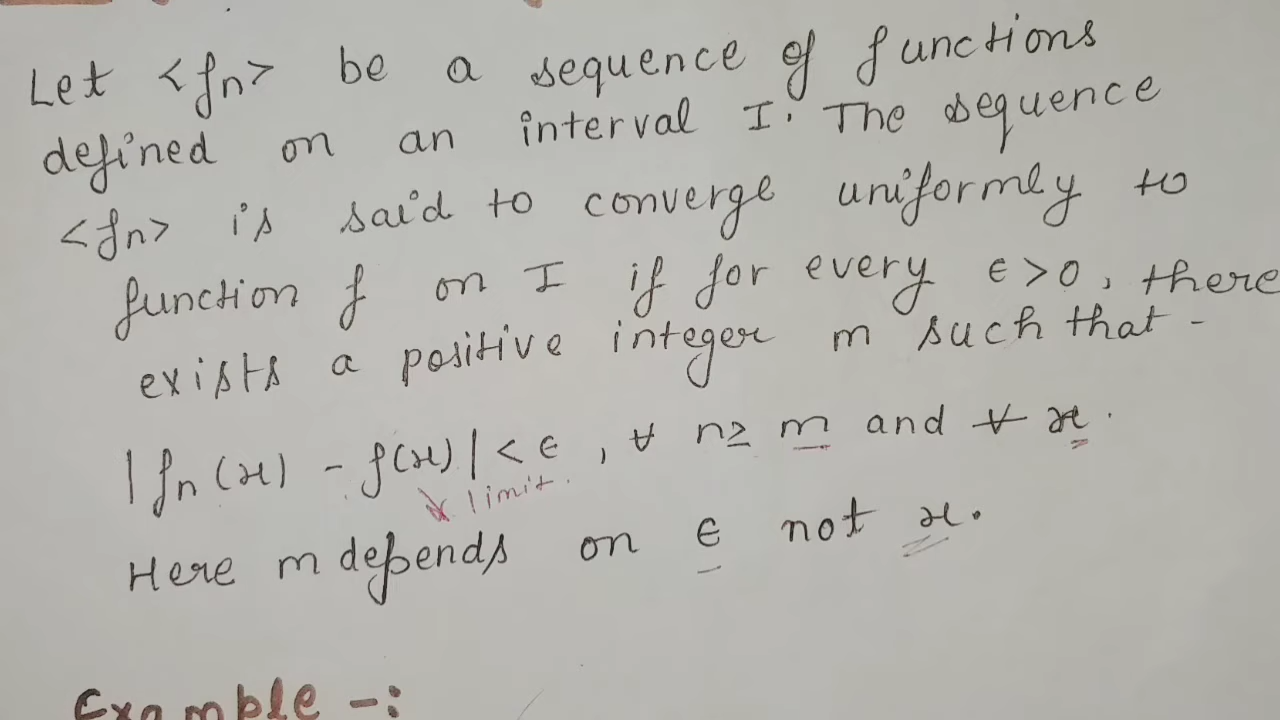 Let <fn> be a sequence of functions
defined on an interval I. The sequence
<fn> is said to converge uniformly to
function f on I if for every ϵ>0, there
exists a positive integer m such that -
|fn(x) - f(x)| < ϵ, ∀ n≥ m and ∀ x.
limit.
Here m depends on ϵ not x.
Example -: